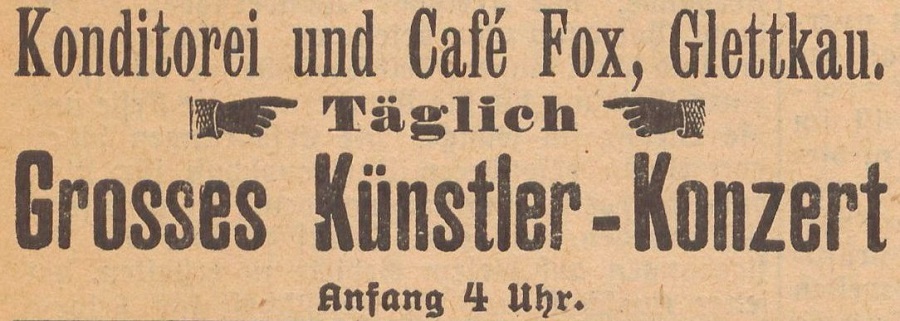 Konditorei und Café Fox, Glettkau.
Täglich
Grosses Künstler-Konzert
Anfang 4 Uhr.